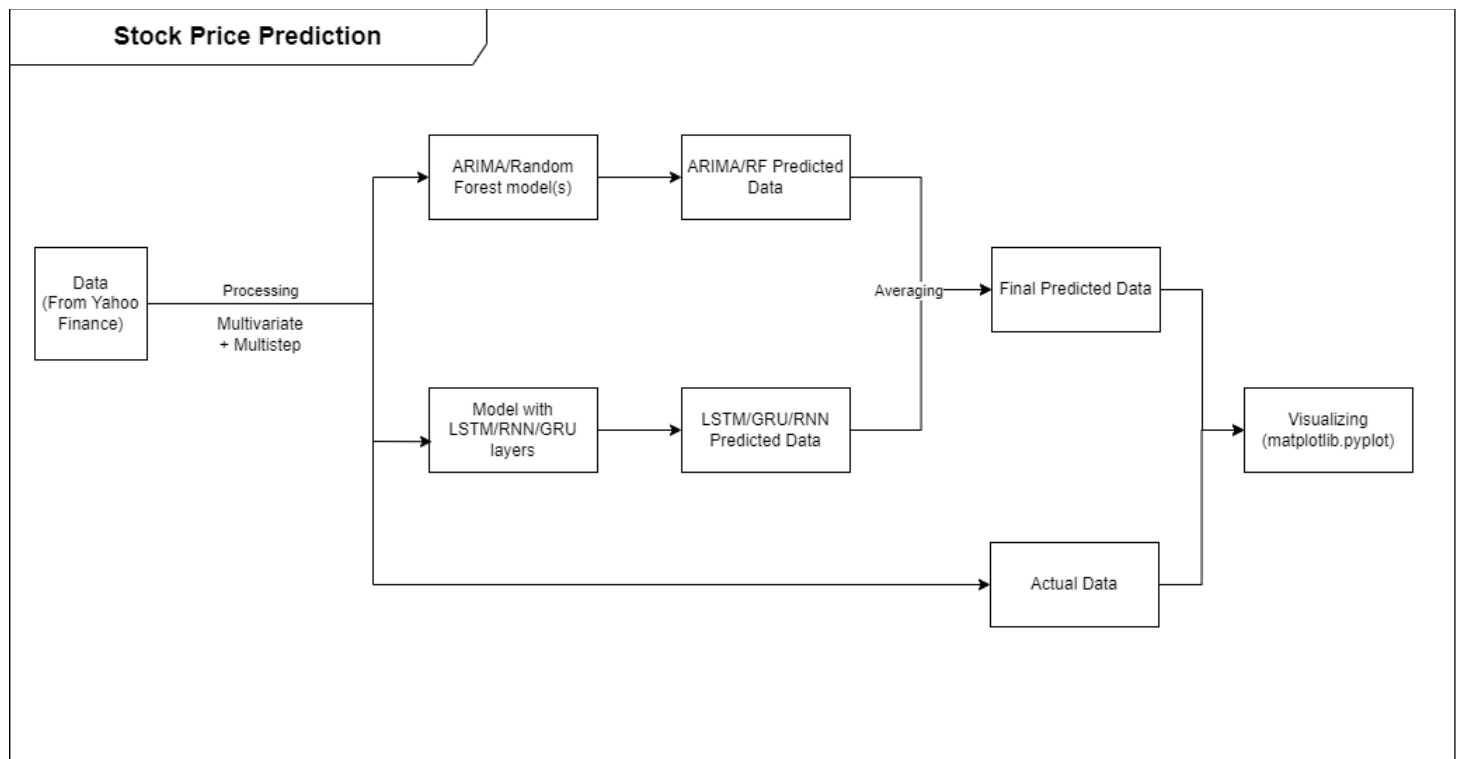 Stock Price Prediction
ARIMA/Random
Forest model(s)
ARIMA/RF Predicted
Data
Data
(From Yahoo
Finance)
Processing
Multivariate
+ Multistep
Averaging
Final Predicted Data
Model with
LSTM/RNN/GRU
layers
LSTM/GRU/RNN
Predicted Data
Visualizing
(matplotlib.pyplot)
Actual Data